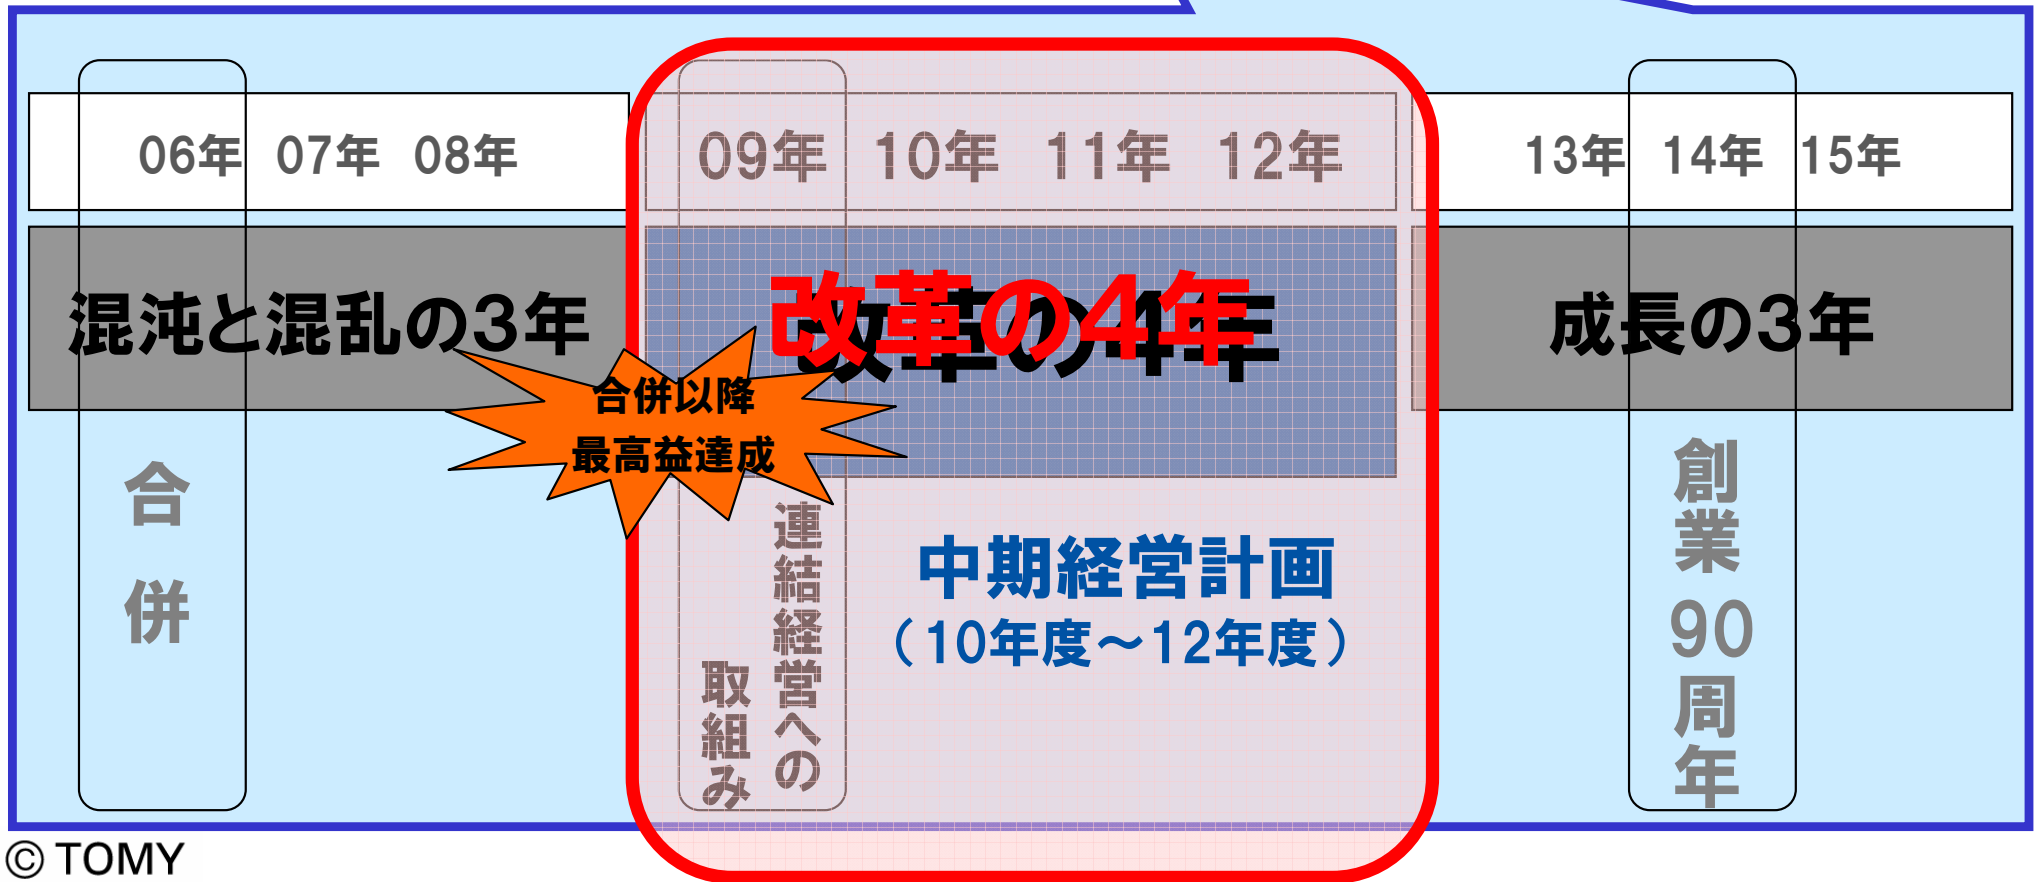 06年 07年 08年
09年 10年 11年 12年
13年 14年 15年
混沌と混乱の3年
改革の4年
成長の3年
合併以降
最高益達成
合併
連結経営への
取組み
中期経営計画
（10年度～12年度）
創業90周年
© TOMY